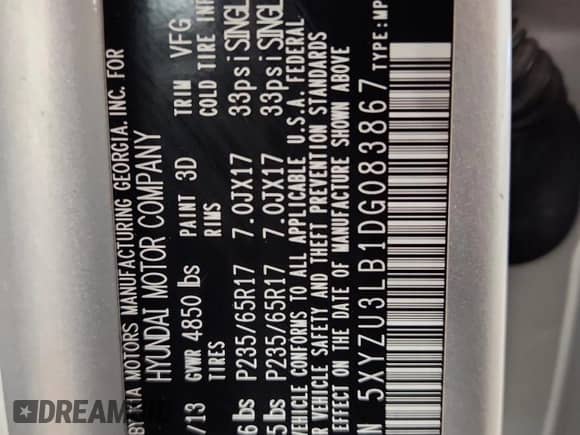 BY KIA MOTORS MANUFACTURING GEORGIA, INC. FOR
HYUNDAI MOTOR COMPANY
/13 GVWR 4850 lbs PAINT 3D TRIM VFG
TIRES RIMS COLD TIRE INF
6 lbs P235/65R17 7.0JX17 33psi SINGL
5 lbs P235/65R17 7.0JX17 33psi SINGL
VEHICLE CONFORMS TO ALL APPLICABLE U.S.A. FEDERAL
R VEHICLE SAFETY AND THEFT PREVENTION STANDARDS
EFFECT ON THE DATE OF MANUFACTURE SHOWN ABOVE
N 5XYZU3LB1DG083867 TYPE:MP
DREAM